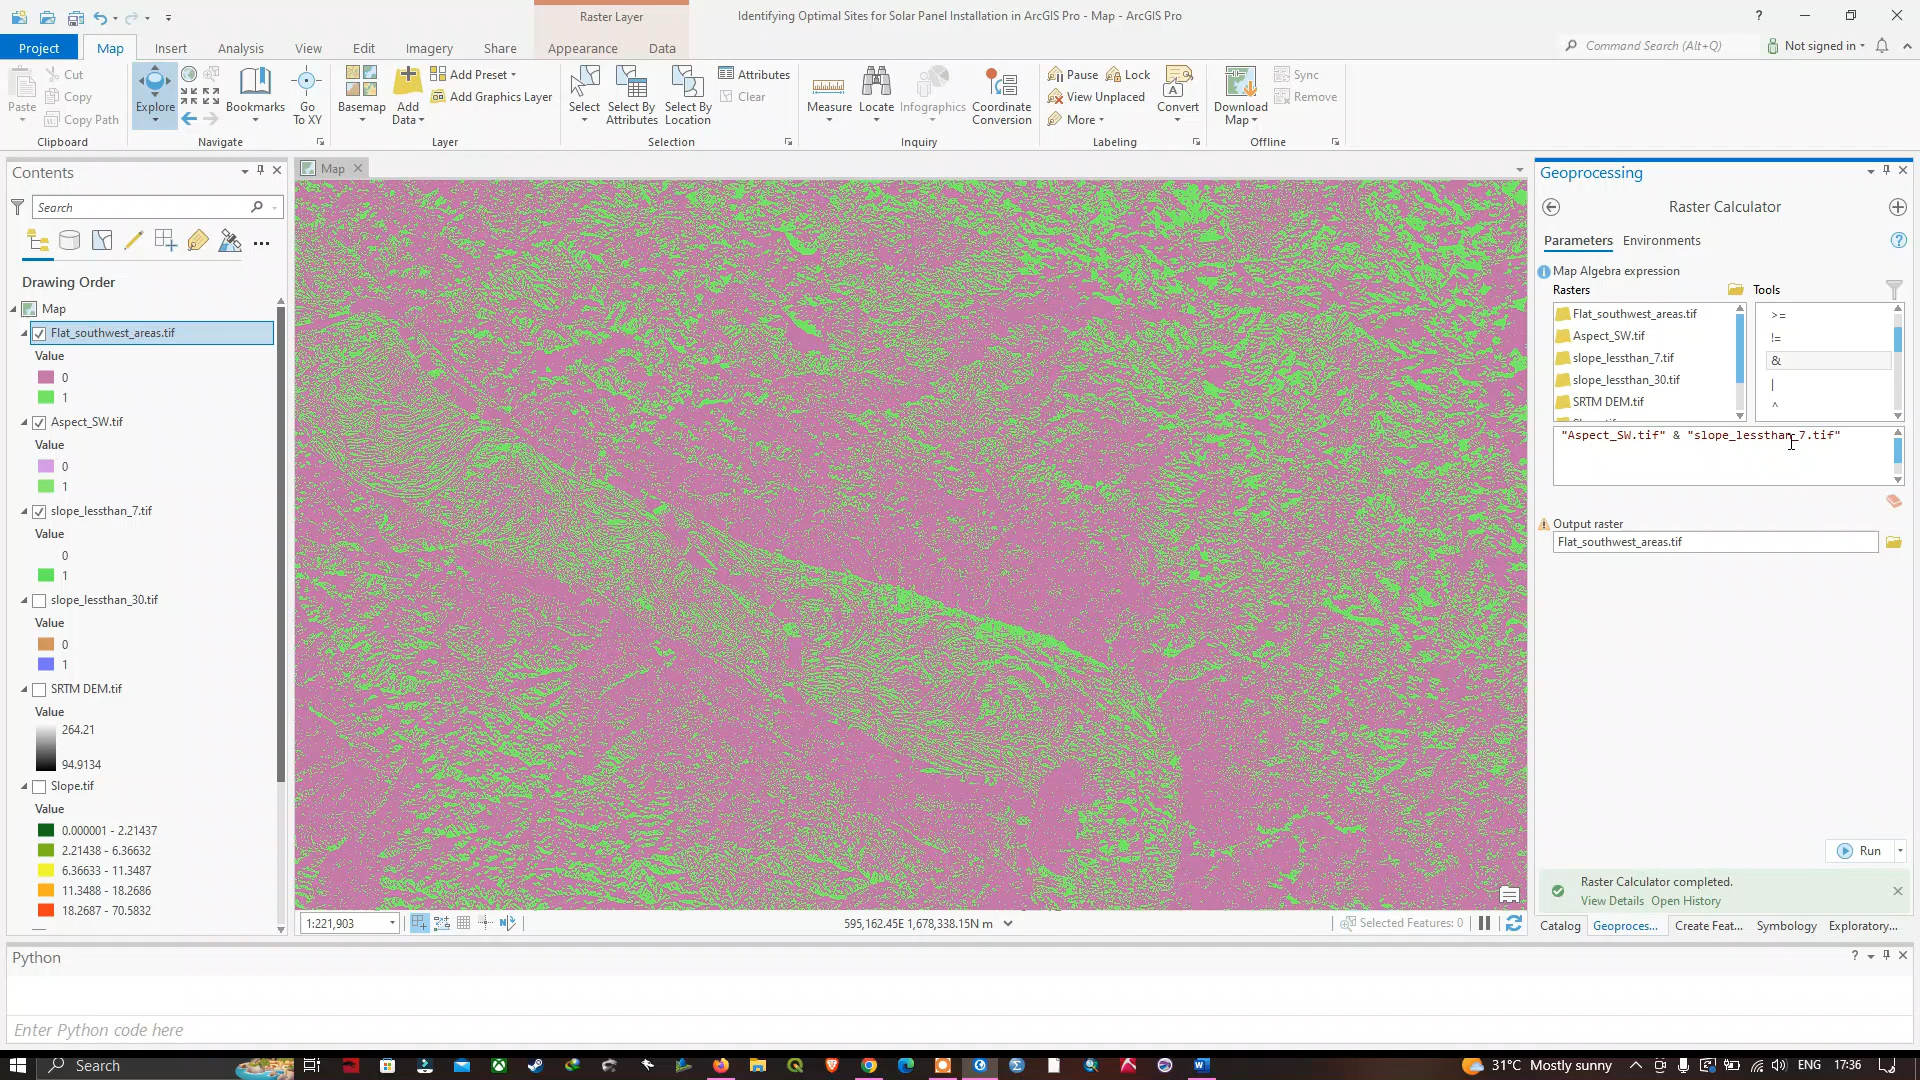 Raster Layer
Identifying Optimal Sites for Solar Panel Installation in ArcGIS Pro - Map - ArcGIS Pro
?
Project
Map
Insert
Analysis
View
Edit
Imagery
Share
Appearance
Data
Command Search (Alt+Q)
Not signed in
Paste
Cut
Copy
Copy Path
Clipboard
Explore
Bookmarks
Go
To XY
Navigate
Basemap
Add
Data
Add Preset
Add Graphics Layer
Layer
Select
Select By
Attributes
Select By
Location
Attributes
Clear
Selection
Measure
Locate
Infographics
Coordinate
Conversion
Inquiry
Pause
Lock
View Unplaced
More
Convert
Labeling
Download
Map
Sync
Remove
Offline
Contents
Search
Drawing Order
Map
Flat_southwest_areas.tif
Value
0
1
Aspect_SW.tif
Value
0
1
slope_lessthan_7.tif
Value
0
1
slope_lessthan_30.tif
Value
0
1
SRTM DEM.tif
Value
264.21
94.9134
Slope.tif
Value
0.000001 - 2.21437
2.21438 - 6.36632
6.36633 - 11.3487
11.3488 - 18.2686
18.2687 - 70.5832
Map
1:221,903
595,162.45E 1,678,338.15N m
Selected Features: 0
Geoprocessing
Raster Calculator
Parameters
Environments
?
Map Algebra expression
Rasters
Tools
Flat_southwest_areas.tif
Aspect_SW.tif
slope_lessthan_7.tif
slope_lessthan_30.tif
SRTM DEM.tif
>=
!=
&
|
^
"Aspect_SW.tif" & "slope_lessthan_7.tif"
Output raster
Flat_southwest_areas.tif
Run
Raster Calculator completed.
View Details Open History
Catalog
Geoproces...
Create Feat...
Symbology
Exploratory...
Python
?
Enter Python code here
Search
31°C Mostly sunny
ENG
17:36